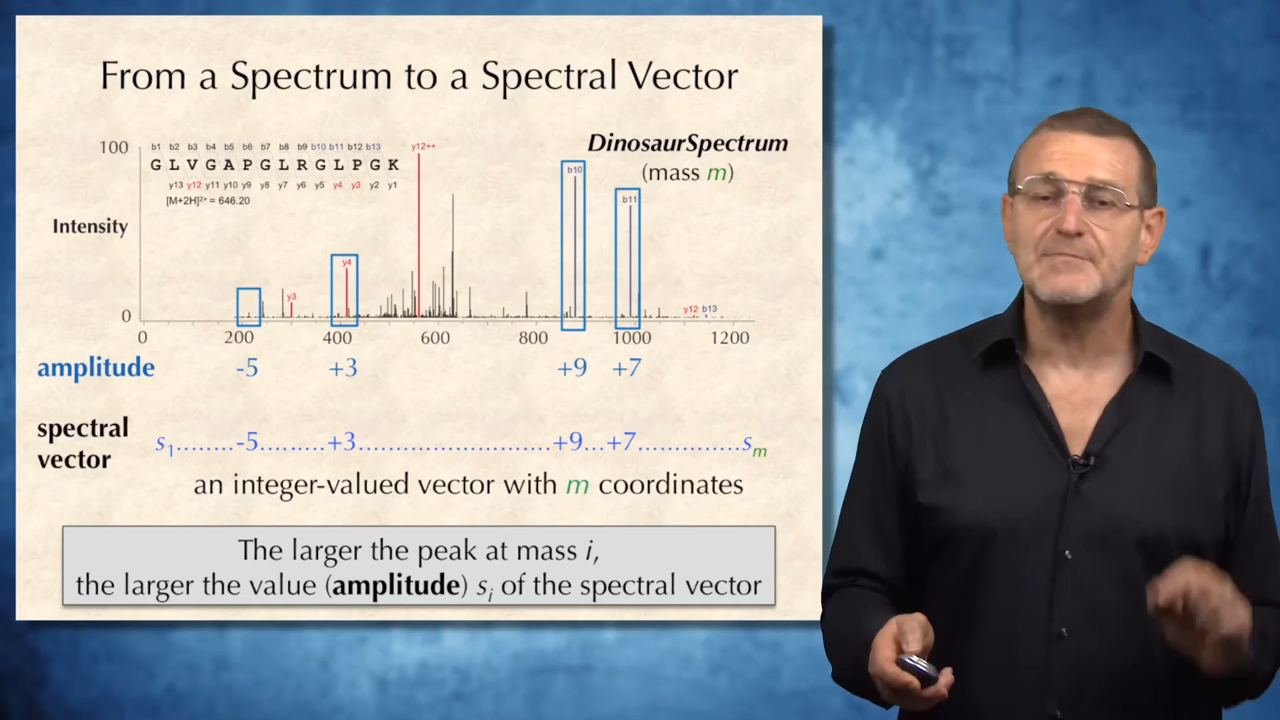 From a Spectrum to a Spectral Vector
100
b1 b2 b3 b4 b5 b6 b7 b8 b9 b10 b11 b12 b13
G L V G A P G L R G L P G K
y13 y12 y11 y10 y9 y8 y7 y6 y5 y4 y3 y2 y1
[M+2H]²⁺ = 646.20
y12++
DinosaurSpectrum
(mass m)
b10
b11
Intensity
y4
y3
y12 b13
0
0 200 400 600 800 1000 1200
amplitude -5 +3 +9 +7
spectral
vector
s₁........-5........+3........................+9...+7.............sₘ
an integer-valued vector with m coordinates
The larger the peak at mass i,
the larger the value (amplitude) sᵢ of the spectral vector